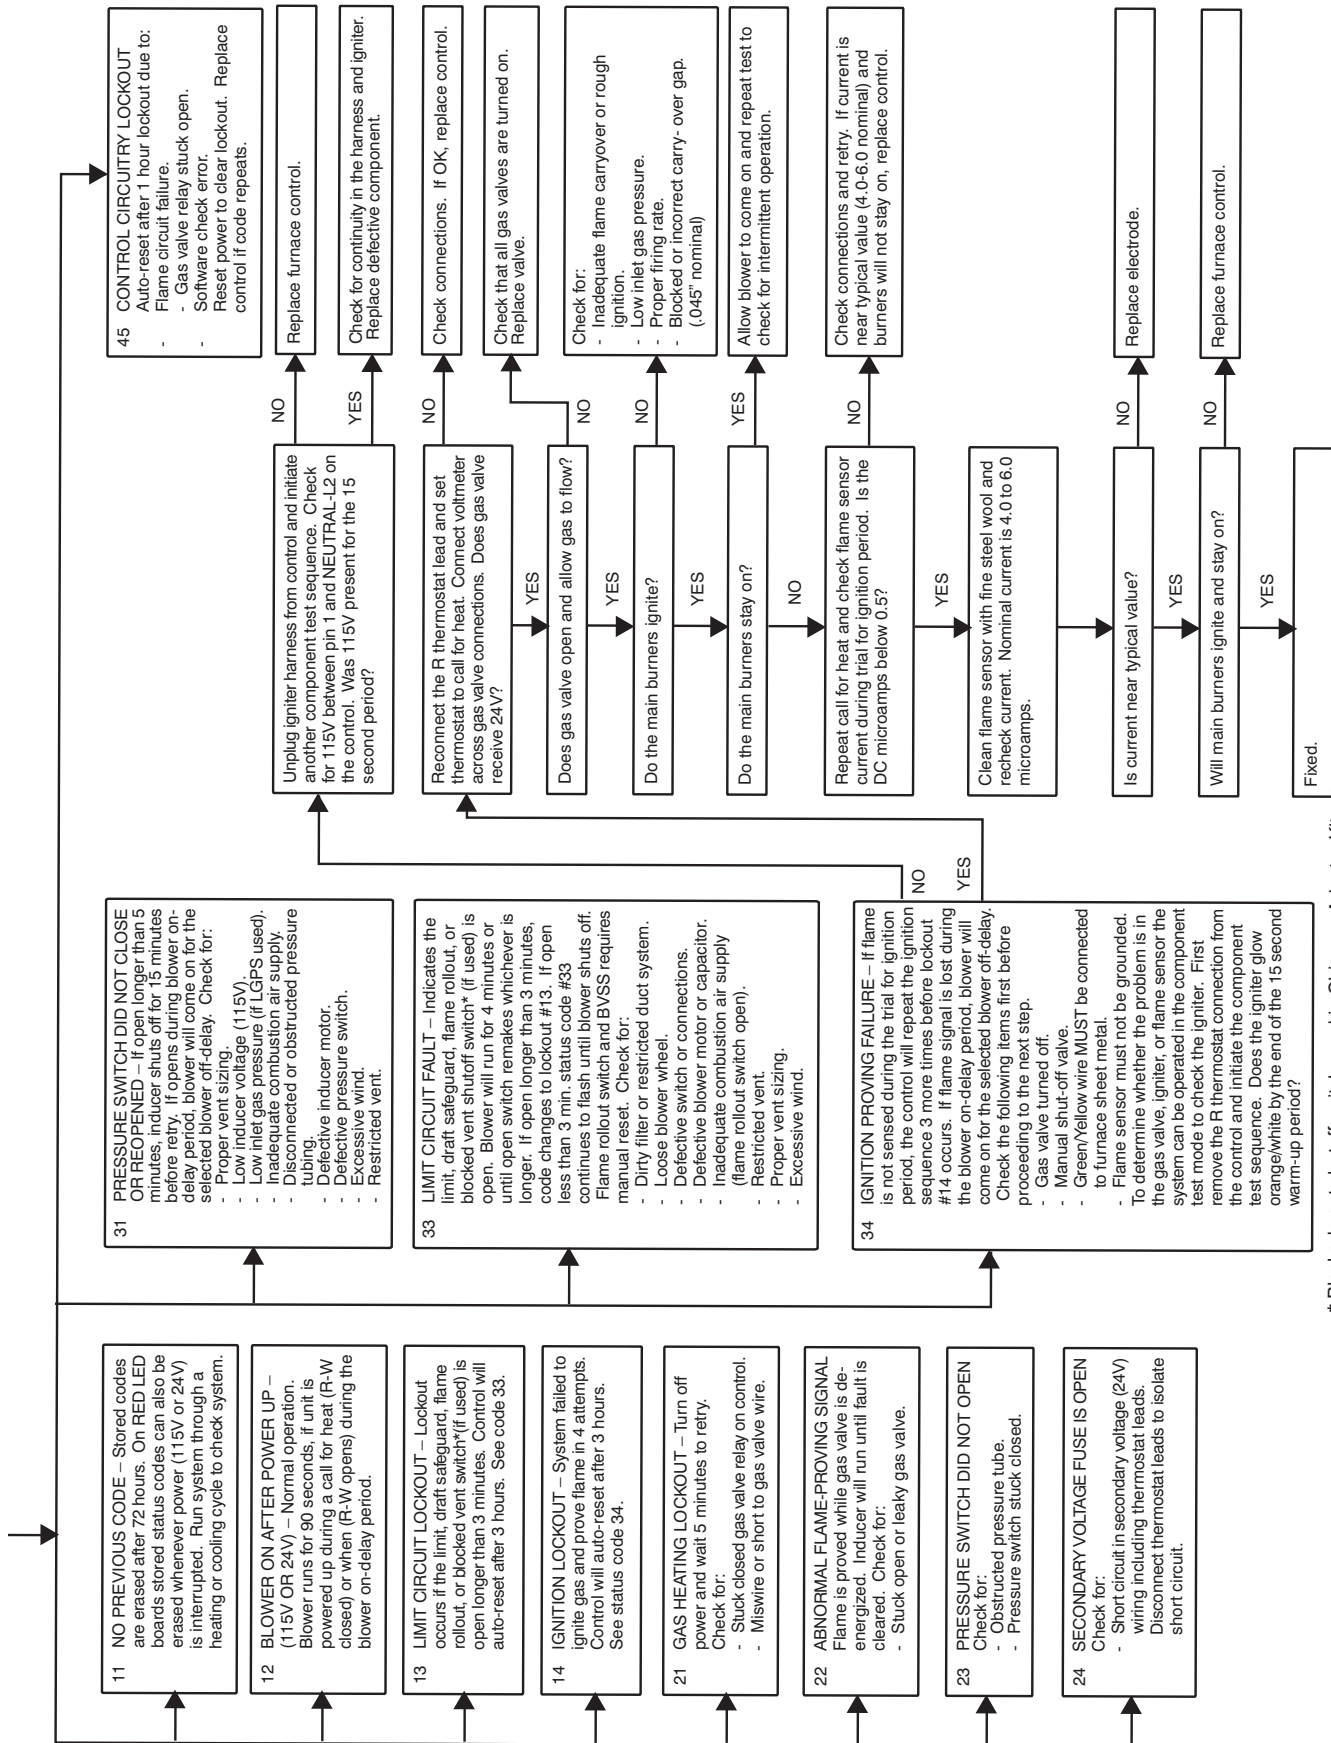 11 NO PREVIOUS CODE – Stored codes
are erased after 72 hours. On RED LED
boards stored status codes can also be
erased whenever power (115V or 24V)
is interrupted. Run system through a
heating or cooling cycle to check system.
12 BLOWER ON AFTER POWER UP –
(115V OR 24V) – Normal operation.
Blower runs for 90 seconds, if unit is
powered up during a call for heat (R-W
closed) or when (R-W opens) during the
blower on-delay period.
13 LIMIT CIRCUIT LOCKOUT – Lockout
occurs if the limit, draft safeguard, flame
rollout, or blocked vent switch*(if used) is
open longer than 3 minutes. Control will
auto-reset after 3 hours. See code 33.
14 IGNITION LOCKOUT – System failed to
ignite gas and prove flame in 4 attempts.
Control will auto-reset after 3 hours.
See status code 34.
21 GAS HEATING LOCKOUT – Turn off
power and wait 5 minutes to retry.
Check for:
- Stuck closed gas valve relay on control.
- Miswire or short to gas valve wire.
22 ABNORMAL FLAME-PROVING SIGNAL
Flame is proved while gas valve is de-
energized. Inducer will run until fault is
cleared. Check for:
- Stuck open or leaky gas valve.
23 PRESSURE SWITCH DID NOT OPEN
Check for:
- Obstructed pressure tube.
- Pressure switch stuck closed.
24 SECONDARY VOLTAGE FUSE IS OPEN
Check for:
- Short circuit in secondary voltage (24V)
wiring including thermostat leads.
Disconnect thermostat leads to isolate
short circuit.
31 PRESSURE SWITCH DID NOT CLOSE
OR REOPENED – If open longer than 5
minutes, inducer shuts off for 15 minutes
before retry. If opens during blower on-
delay period, blower will come on for the
selected blower off-delay. Check for:
- Proper vent sizing.
- Low inducer voltage (115V).
- Low inlet gas pressure (if LGPS used).
- Inadequate combustion air supply.
- Disconnected or obstructed pressure
tubing.
- Defective inducer motor.
- Defective pressure switch.
- Excessive wind.
- Restricted vent.
33 LIMIT CIRCUIT FAULT – Indicates the
limit, draft safeguard, flame rollout, or
blocked vent shutoff switch* (if used) is
open. Blower will run for 4 minutes or
until open switch remakes whichever is
longer. If open longer than 3 minutes,
code changes to lockout #13. If open
less than 3 min. status code #33
continues to flash until blower shuts off.
Flame rollout switch and BVSS requires
manual reset. Check for:
- Dirty filter or restricted duct system.
- Loose blower wheel.
- Defective switch or connections.
- Defective blower motor or capacitor.
- Inadequate combustion air supply
(flame rollout switch open).
- Restricted vent.
- Proper vent sizing.
- Excessive wind.
34 IGNITION PROVING FAILURE – If flame
is not sensed during the trial for ignition
period, the control will repeat the ignition
sequence 3 more times before lockout
#14 occurs. If flame signal is lost during
the blower on-delay period, blower will
come on for the selected blower off-delay.
Check the following items first before
proceeding to the next step.
- Gas valve turned off.
- Manual shut-off valve.
- Green/Yellow wire MUST be connected
to furnace sheet metal.
- Flame sensor must not be grounded.
To determine whether the problem is in
the gas valve, igniter, or flame sensor the
system can be operated in the component
test mode to check the igniter. First
remove the R thermostat connection from
the control and initiate the component
test sequence. Does the igniter glow
orange/white by the end of the 15 second
warm-up period?
NO
YES
45 CONTROL CIRCUITRY LOCKOUT
Auto-reset after 1 hour lockout due to:
- Flame circuit failure.
- Gas valve relay stuck open.
- Software check error.
Reset power to clear lockout. Replace
control if code repeats.
Unplug igniter harness from control and initiate
another component test sequence. Check
for 115V between pin 1 and NEUTRAL-L2 on
the control. Was 115V present for the 15
second period?
NO
Replace furnace control.
YES
Check for continuity in the harness and igniter.
Replace defective component.
Reconnect the R thermostat lead and set
thermostat to call for heat. Connect voltmeter
across gas valve connections. Does gas valve
receive 24V?
NO
Check connections. If OK, replace control.
YES
Does gas valve open and allow gas to flow?
NO
Check that all gas valves are turned on.
Replace valve.
YES
Do the main burners ignite?
NO
Check for:
- Inadequate flame carryover or rough
ignition.
- Low inlet gas pressure.
- Proper firing rate.
- Blocked or incorrect carry- over gap.
(.045" nominal)
YES
Do the main burners stay on?
YES
Allow blower to come on and repeat test to
check for intermittent operation.
NO
Repeat call for heat and check flame sensor
current during trial for ignition period. Is the
DC microamps below 0.5?
NO
Check connections and retry. If current is
near typical value (4.0-6.0 nominal) and
burners will not stay on, replace control.
YES
Clean flame sensor with fine steel wool and
recheck current. Nominal current is 4.0 to 6.0
microamps.
Is current near typical value?
NO
Replace electrode.
YES
Will main burners ignite and stay on?
NO
Replace furnace control.
YES
Fixed.